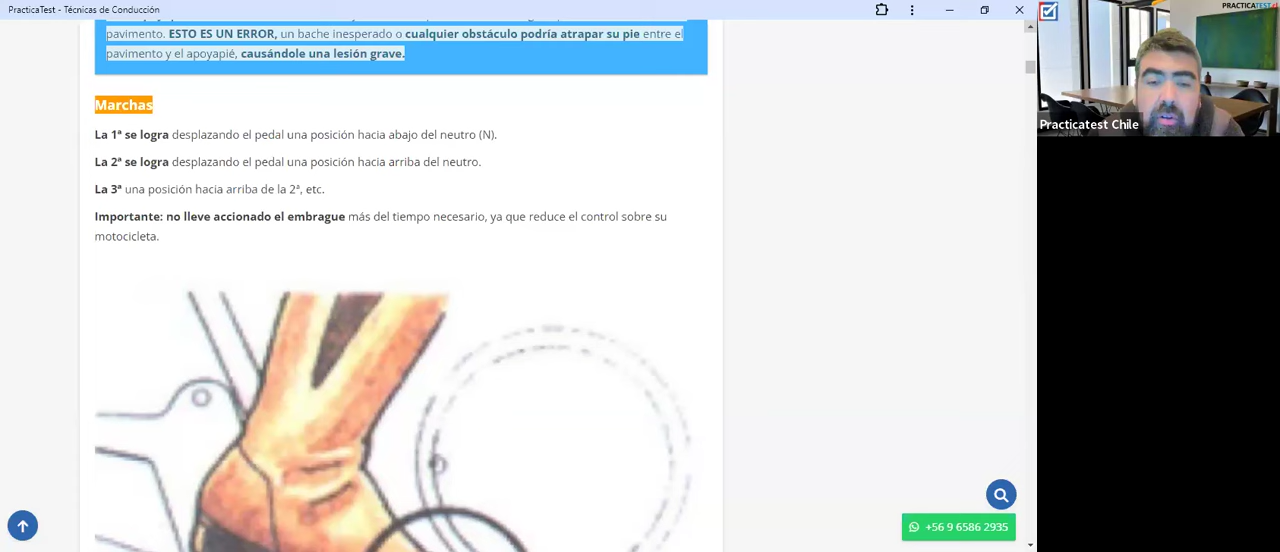 PracticaTest - Técnicas de Conducción
pavimento. ESTO ES UN ERROR, un bache inesperado o cualquier obstáculo podría atrapar su pie entre el
pavimento y el apoyapié, causándole una lesión grave.
Marchas
La 1ª se logra desplazando el pedal una posición hacia abajo del neutro (N).
La 2ª se logra desplazando el pedal una posición hacia arriba del neutro.
La 3ª una posición hacia arriba de la 2ª, etc.
Importante: no lleve accionado el embrague más del tiempo necesario, ya que reduce el control sobre su
motocicleta.
+56 9 6586 2935
PRACTICATEST.cl
Practicatest Chile